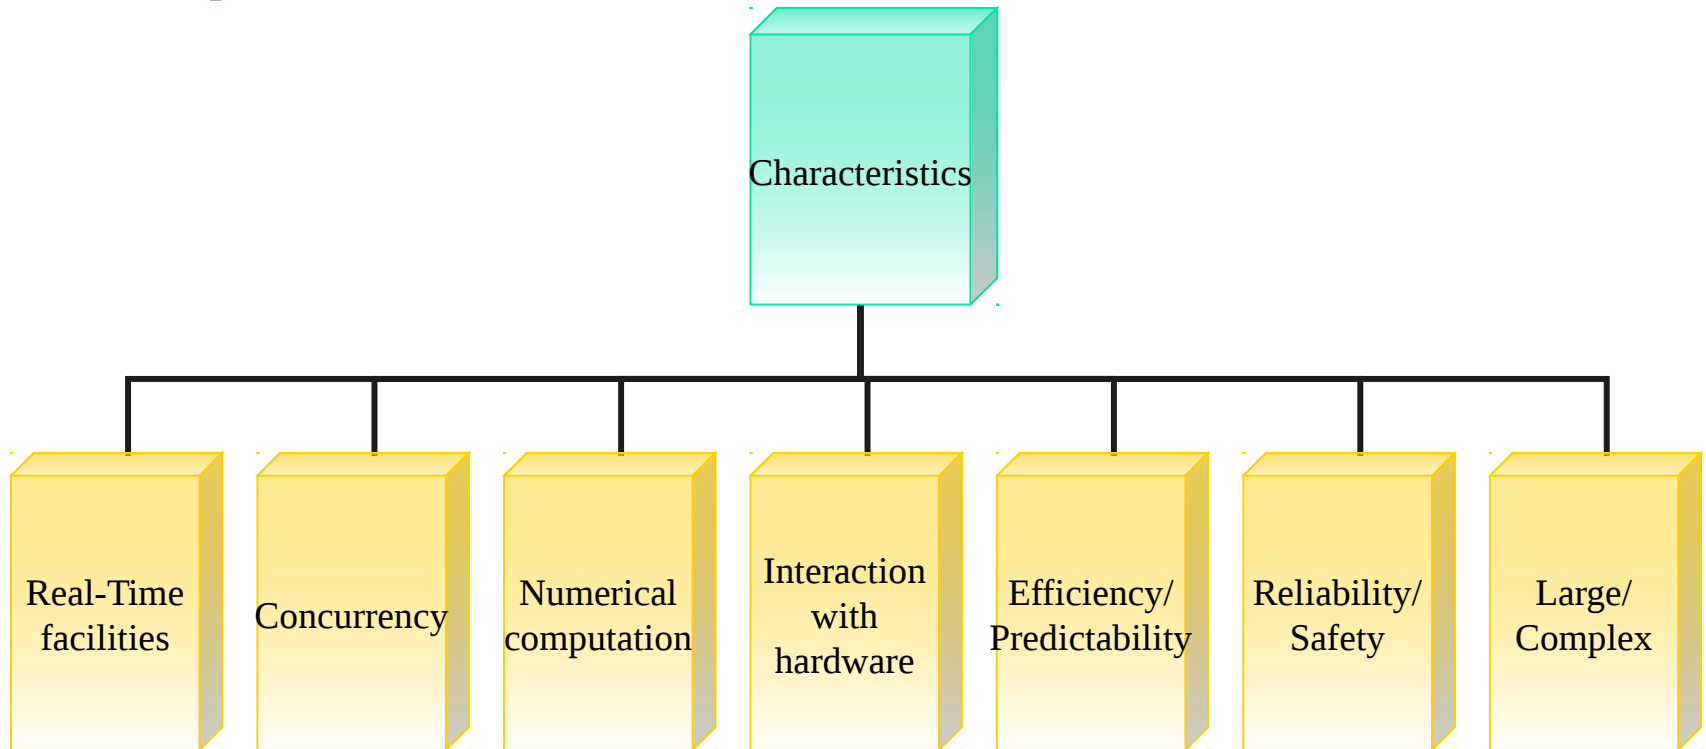 Characteristics
Real-Time
facilities
Concurrency
Numerical
computation
Interaction
with
hardware
Efficiency/
Predictability
Reliability/
Safety
Large/
Complex